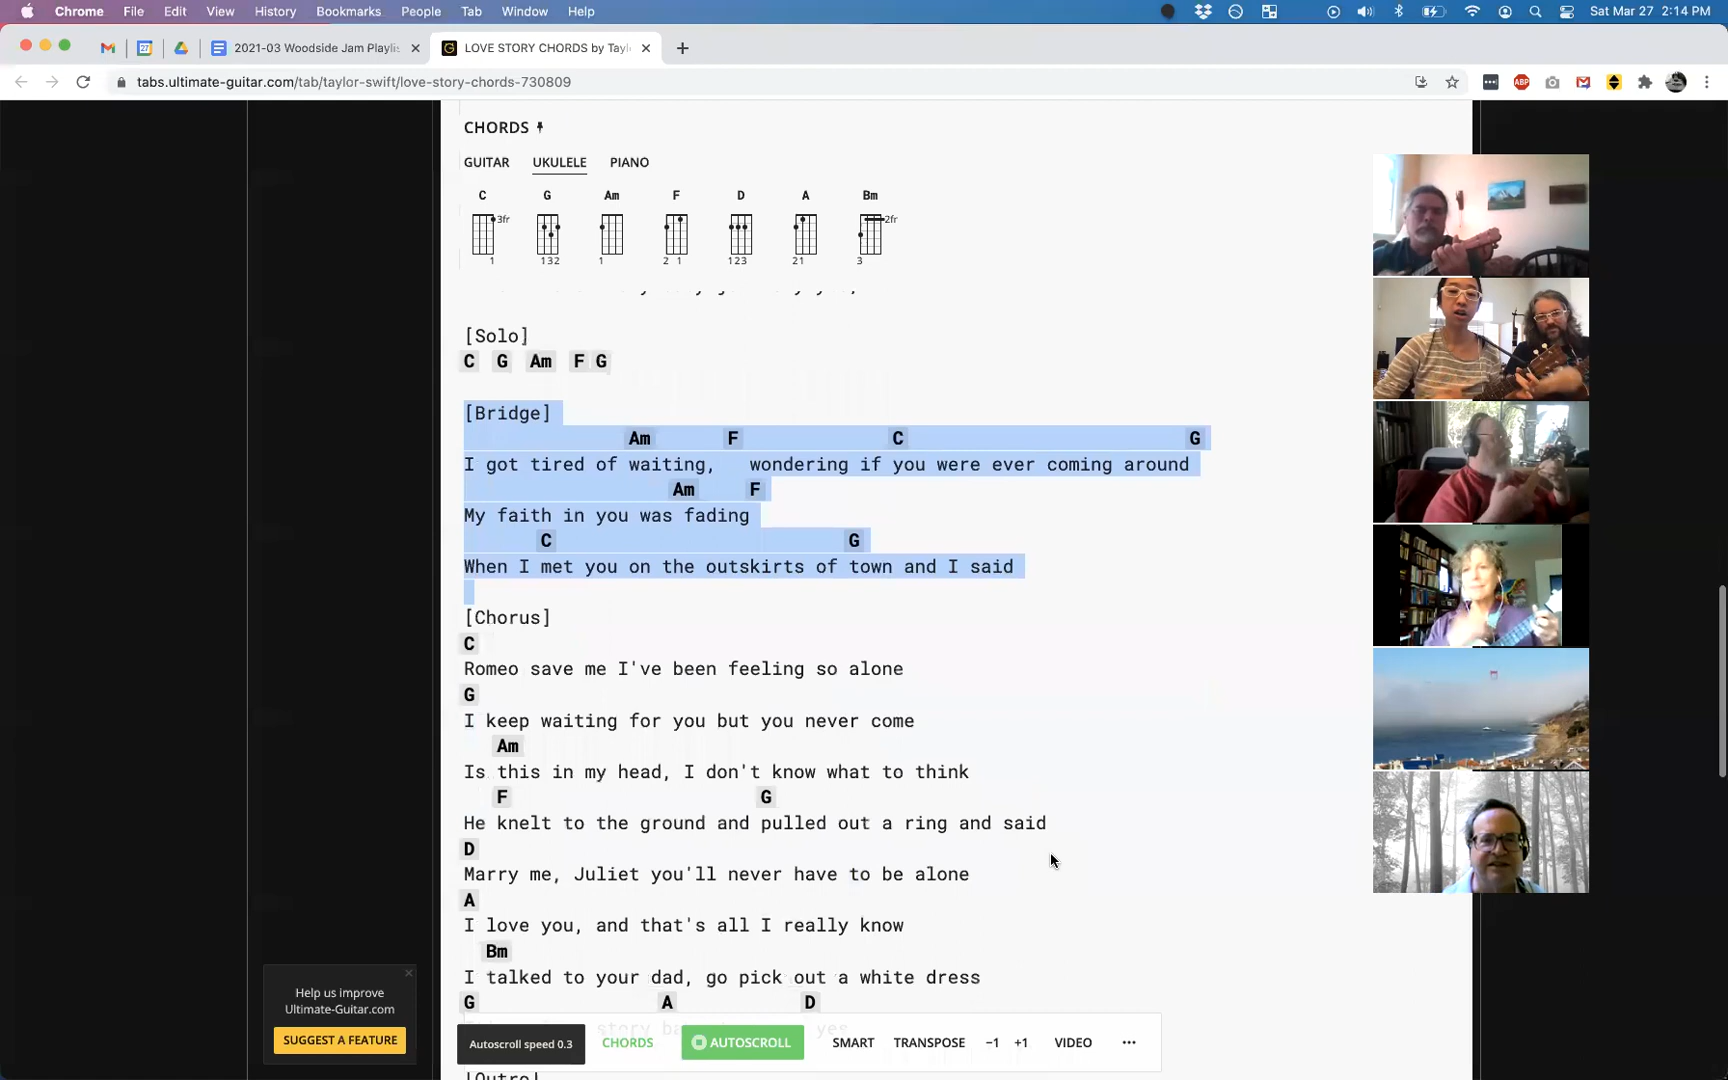 Chrome File Edit View History Bookmarks People Tab Window Help Sat Mar 27 2:14 PM
27 2021-03 Woodside Jam Playlis LOVE STORY CHORDS by Tayl
tabs.ultimate-guitar.com/tab/taylor-swift/love-story-chords-730809 ABP
CHORDS
GUITAR UKULELE PIANO
C G Am F D A Bm
3fr 2fr
1 132 1 2 1 123 21 3
[Solo]
C G Am F G
[Bridge]
Am F C G
I got tired of waiting, wondering if you were ever coming around
Am F
My faith in you was fading
C G
When I met you on the outskirts of town and I said
[Chorus]
C
Romeo save me I've been feeling so alone
G
I keep waiting for you but you never come
Am
Is this in my head, I don't know what to think
F G
He knelt to the ground and pulled out a ring and said
D
Marry me, Juliet you'll never have to be alone
A
I love you, and that's all I really know
Bm
I talked to your dad, go pick out a white dress
G A D
story ba yes
Help us improve
Ultimate-Guitar.com
SUGGEST A FEATURE
Autoscroll speed 0.3 CHORDS AUTOSCROLL SMART TRANSPOSE −1 +1 VIDEO •••
[Outro]